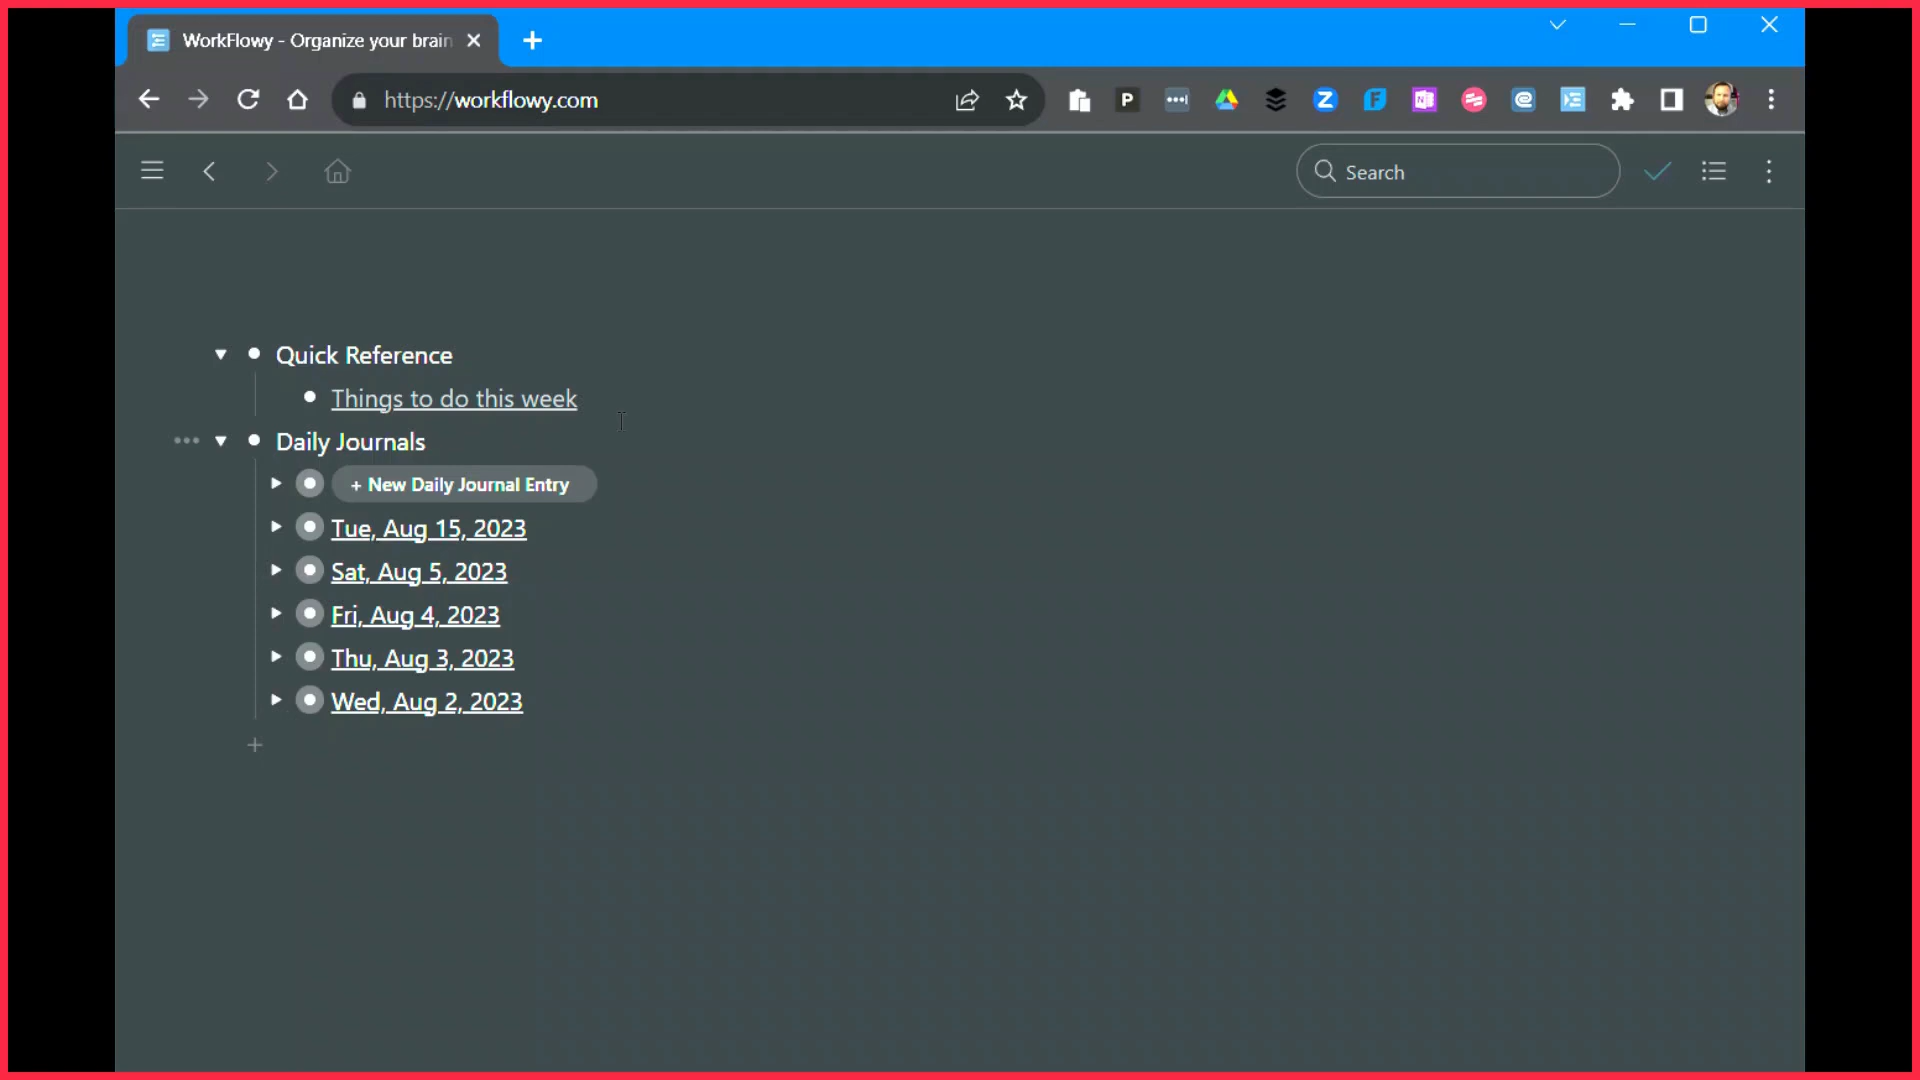 WorkFlowy - Organize your brain
https://workflowy.com
P
Z
F
N
Search
Quick Reference
Things to do this week
Daily Journals
+ New Daily Journal Entry
Tue, Aug 15, 2023
Sat, Aug 5, 2023
Fri, Aug 4, 2023
Thu, Aug 3, 2023
Wed, Aug 2, 2023